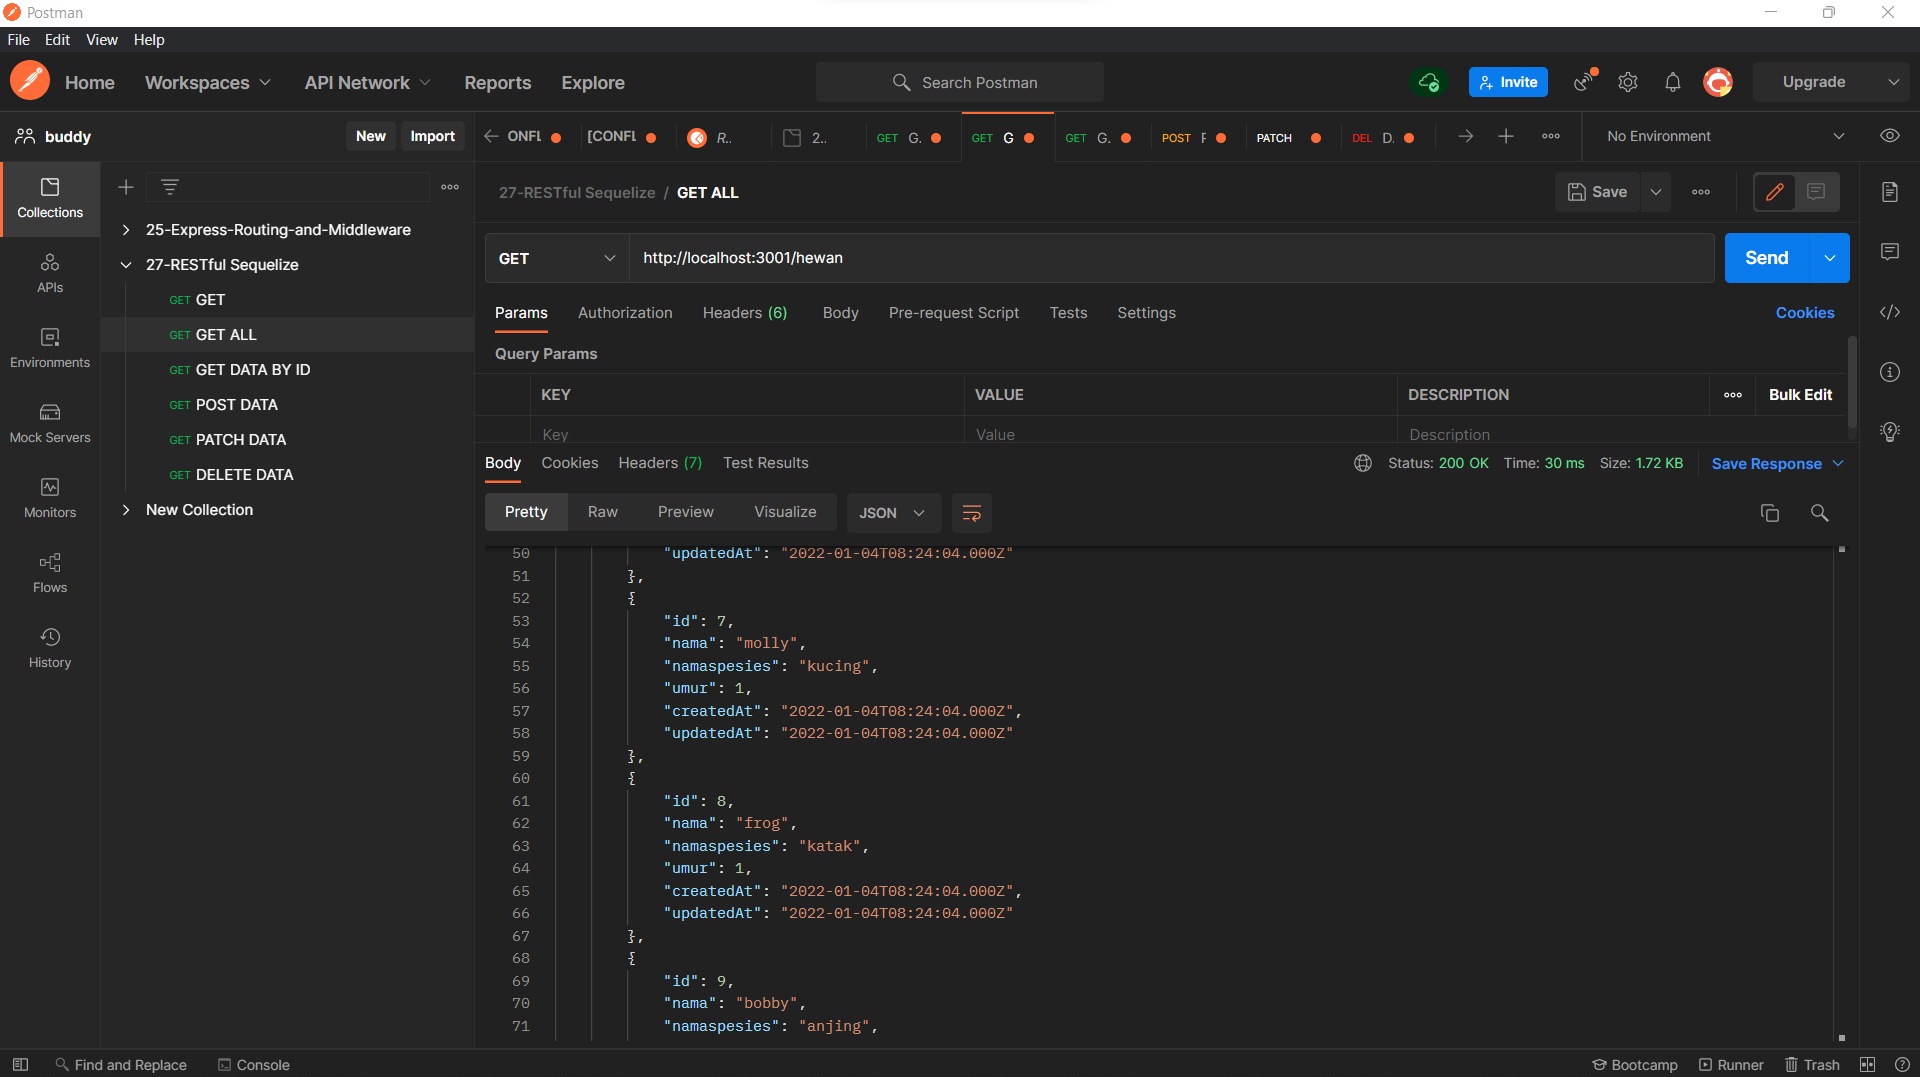 Postman
File Edit View Help
Home Workspaces API Network Reports Explore Search Postman Invite Upgrade
buddy New Import ONFL [CONFL R.. 2.. GET G. GET G GET G. POST F PATCH DEL D. No Environment
27-RESTful Sequelize / GET ALL Save
Collections
APIs
Environments
Mock Servers
Monitors
Flows
History
25-Express-Routing-and-Middleware
27-RESTful Sequelize
GET GET
GET GET ALL
GET GET DATA BY ID
GET POST DATA
GET PATCH DATA
GET DELETE DATA
New Collection
GET http://localhost:3001/hewan Send
Params Authorization Headers (6) Body Pre-request Script Tests Settings Cookies
Query Params
KEY VALUE DESCRIPTION Bulk Edit
Key Value Description
Body Cookies Headers (7) Test Results Status: 200 OK Time: 30 ms Size: 1.72 KB Save Response
Pretty Raw Preview Visualize JSON
50 "updatedAt": "2022-01-04T08:24:04.000Z"
51 },
52 {
53 "id": 7,
54 "nama": "molly",
55 "namaspesies": "kucing",
56 "umur": 1,
57 "createdAt": "2022-01-04T08:24:04.000Z",
58 "updatedAt": "2022-01-04T08:24:04.000Z"
59 },
60 {
61 "id": 8,
62 "nama": "frog",
63 "namaspesies": "katak",
64 "umur": 1,
65 "createdAt": "2022-01-04T08:24:04.000Z",
66 "updatedAt": "2022-01-04T08:24:04.000Z"
67 },
68 {
69 "id": 9,
70 "nama": "bobby",
71 "namaspesies": "anjing",
Find and Replace Console Bootcamp Runner Trash